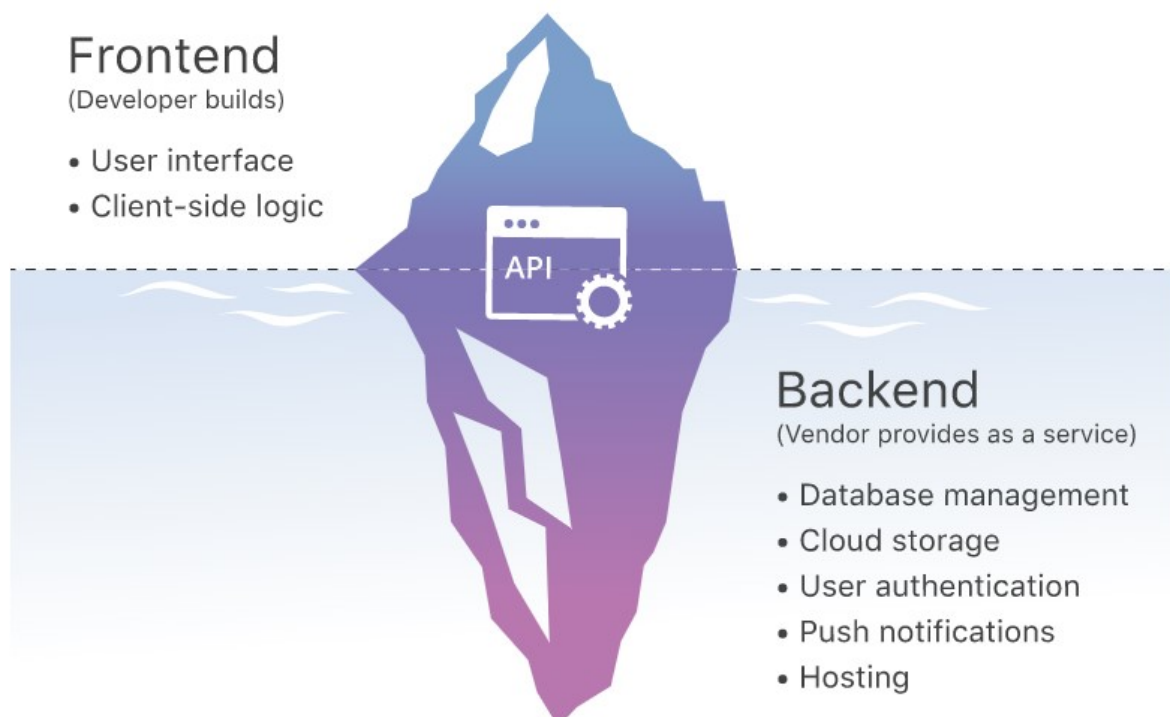 Frontend
(Developer builds)
• User interface
• Client-side logic
API
Backend
(Vendor provides as a service)
• Database management
• Cloud storage
• User authentication
• Push notifications
• Hosting